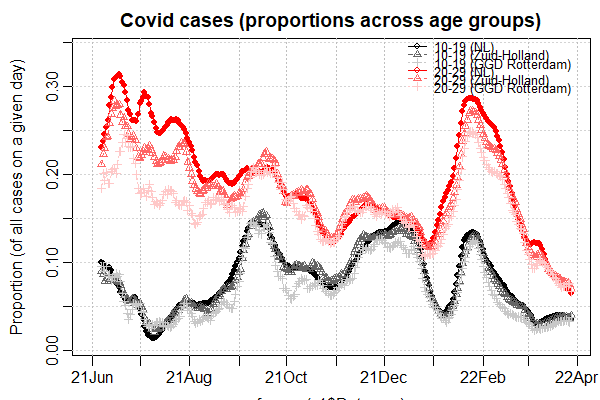 Covid cases (proportions across age groups)
10-19 (NL)
10-19 (Zuid-Holland)
10-19 (GGD Rotterdam)
20-29 (NL)
20-29 (Zuid-Holland)
20-29 (GGD Rotterdam)
Proportion (of all cases on a given day)
0.30
0.20
0.10
0.00
21Jun 21Aug 21Oct 21Dec 22Feb 22Apr